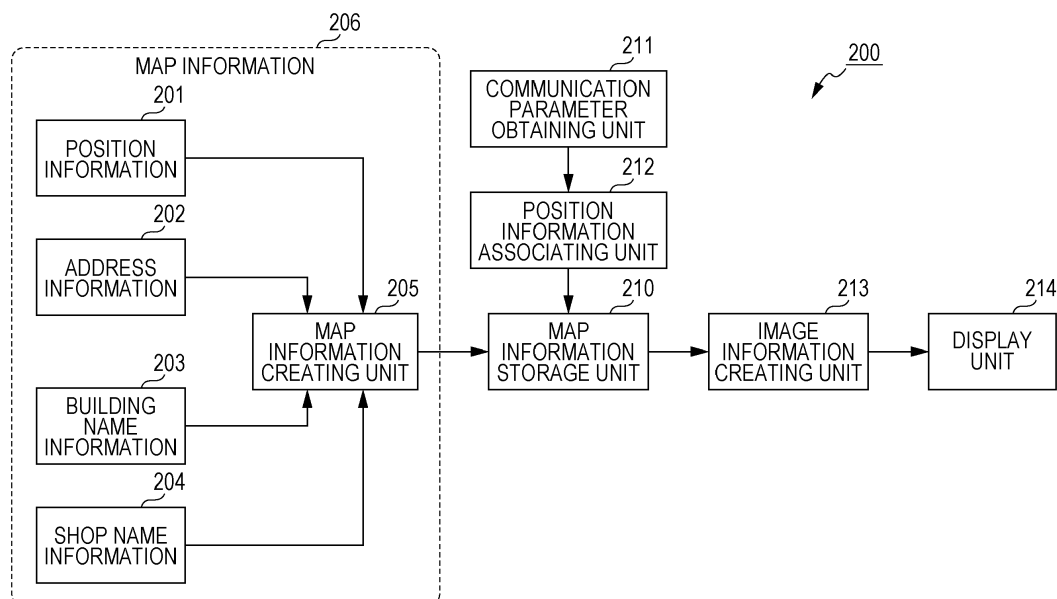 206
MAP INFORMATION
201
POSITION
INFORMATION
202
ADDRESS
INFORMATION
203
BUILDING
NAME
INFORMATION
204
SHOP NAME
INFORMATION
205
MAP
INFORMATION
CREATING UNIT
211
COMMUNICATION
PARAMETER
OBTAINING UNIT
212
POSITION
INFORMATION
ASSOCIATING UNIT
210
MAP
INFORMATION
STORAGE UNIT
213
IMAGE
INFORMATION
CREATING UNIT
214
DISPLAY
UNIT
200